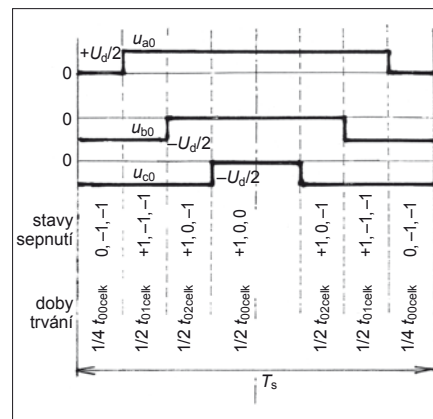 +Ud/2 ua0
0
0
ub0 –Ud/2
0
uc0 –Ud/2
stavy sepnutí
0, –1, –1
+1, –1, –1
+1, 0, –1
+1, 0, 0
+1, 0, –1
+1, –1, –1
0, –1, –1
doby trvání
1/4 t00celk
1/2 t01celk
1/2 t02celk
1/2 t00celk
1/2 t02celk
1/2 t01celk
1/4 t00celk
Ts